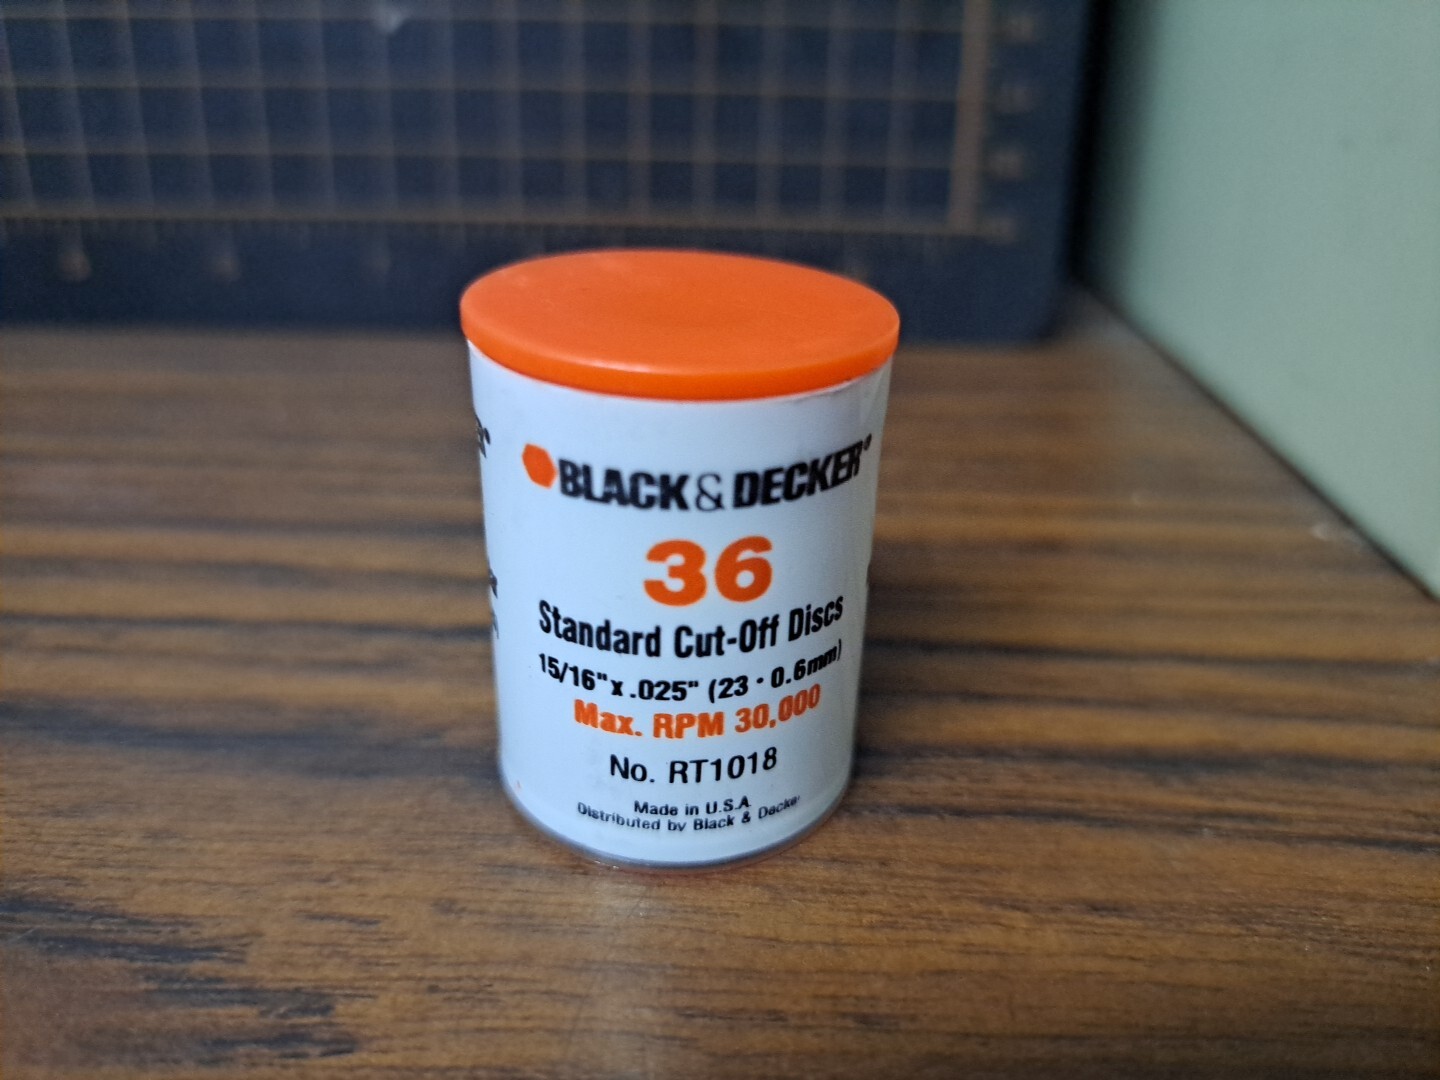 BLACK & DECKER®
36
Standard Cut-Off Discs
15/16" x .025" (23 · 0.6mm)
Max. RPM 30,000
No. RT1018
Made in U.S.A.
Distributed by Black & Decker